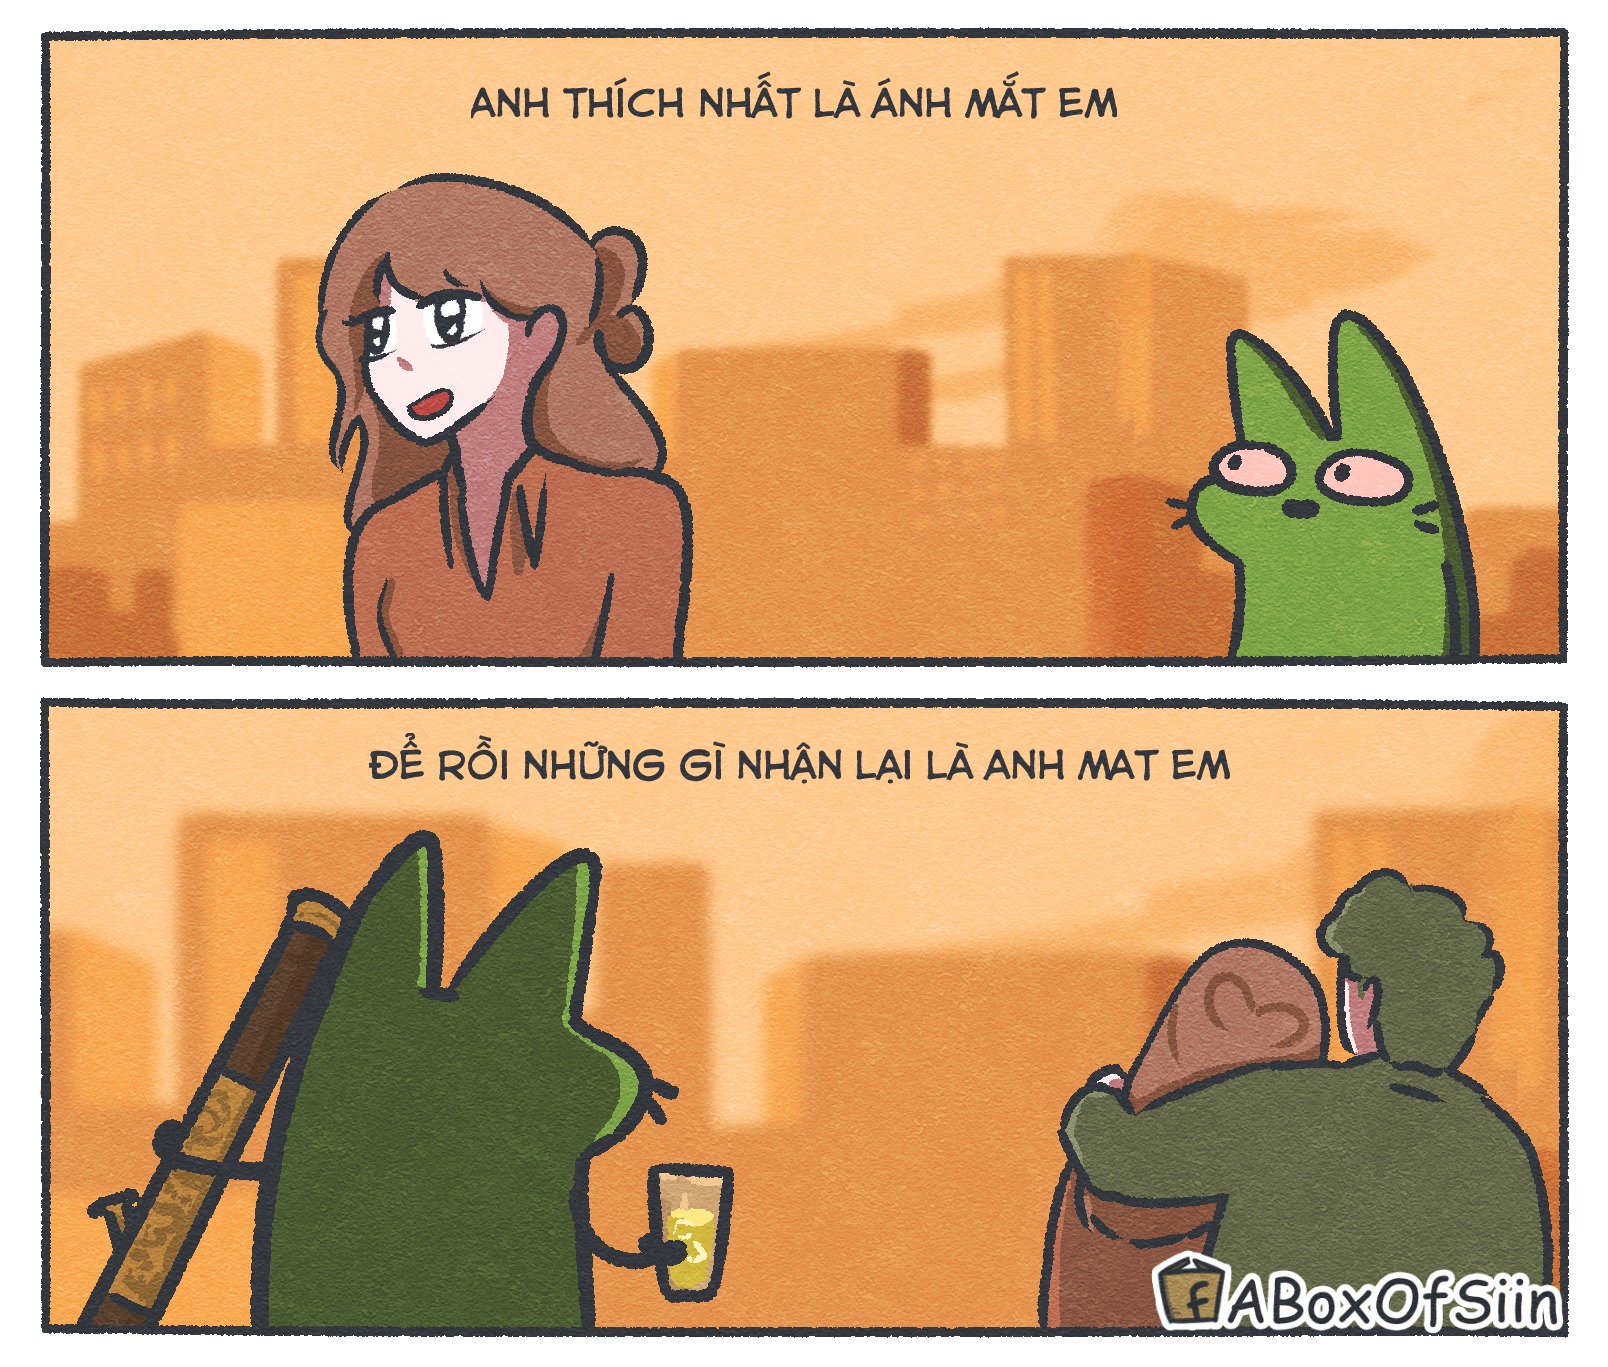 ANH THÍCH NHẤT LÀ ÁNH MẮT EM
ĐỂ RỒI NHỮNG GÌ NHẬN LẠI LÀ ANH MAT EM
f ABoxOfSiin